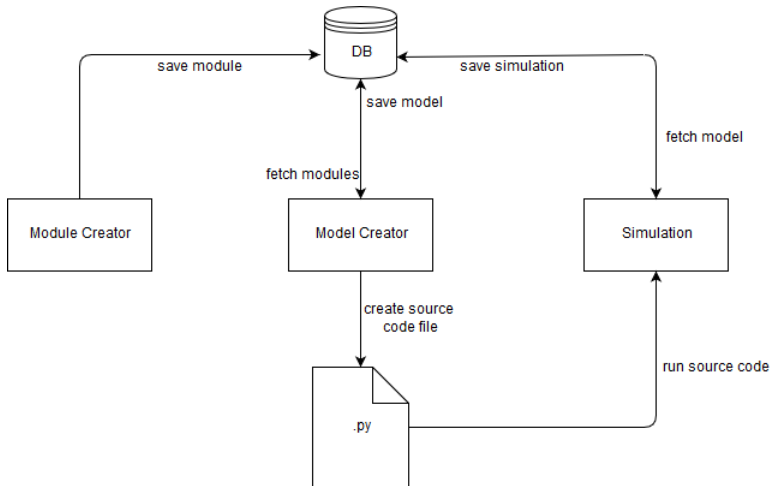 DB
save module
save simulation
save model
fetch model
fetch modules
Module Creator
Model Creator
Simulation
create source
code file
run source code
.py